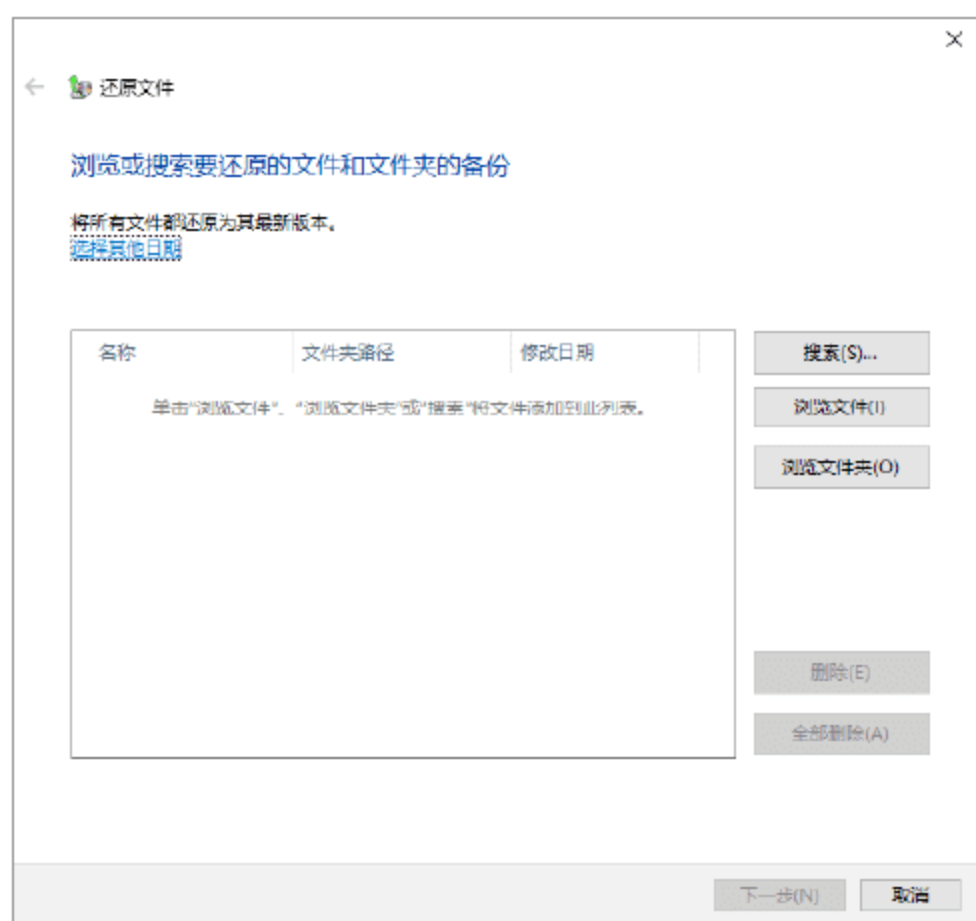 还原文件
浏览或搜索要还原的文件和文件夹的备份
将所有文件都还原为其最新版本。
选择其他日期
名称 文件夹路径 修改日期
单击"浏览文件"、"浏览文件夹"或"搜索"将文件添加到此列表。
搜索(S)...
浏览文件(I)
浏览文件夹(O)
删除(E)
全部删除(A)
下一步(N) 取消